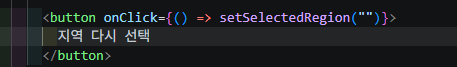 <button onClick={() => setSelectedRegion("")}>
지역 다시 선택
</button>